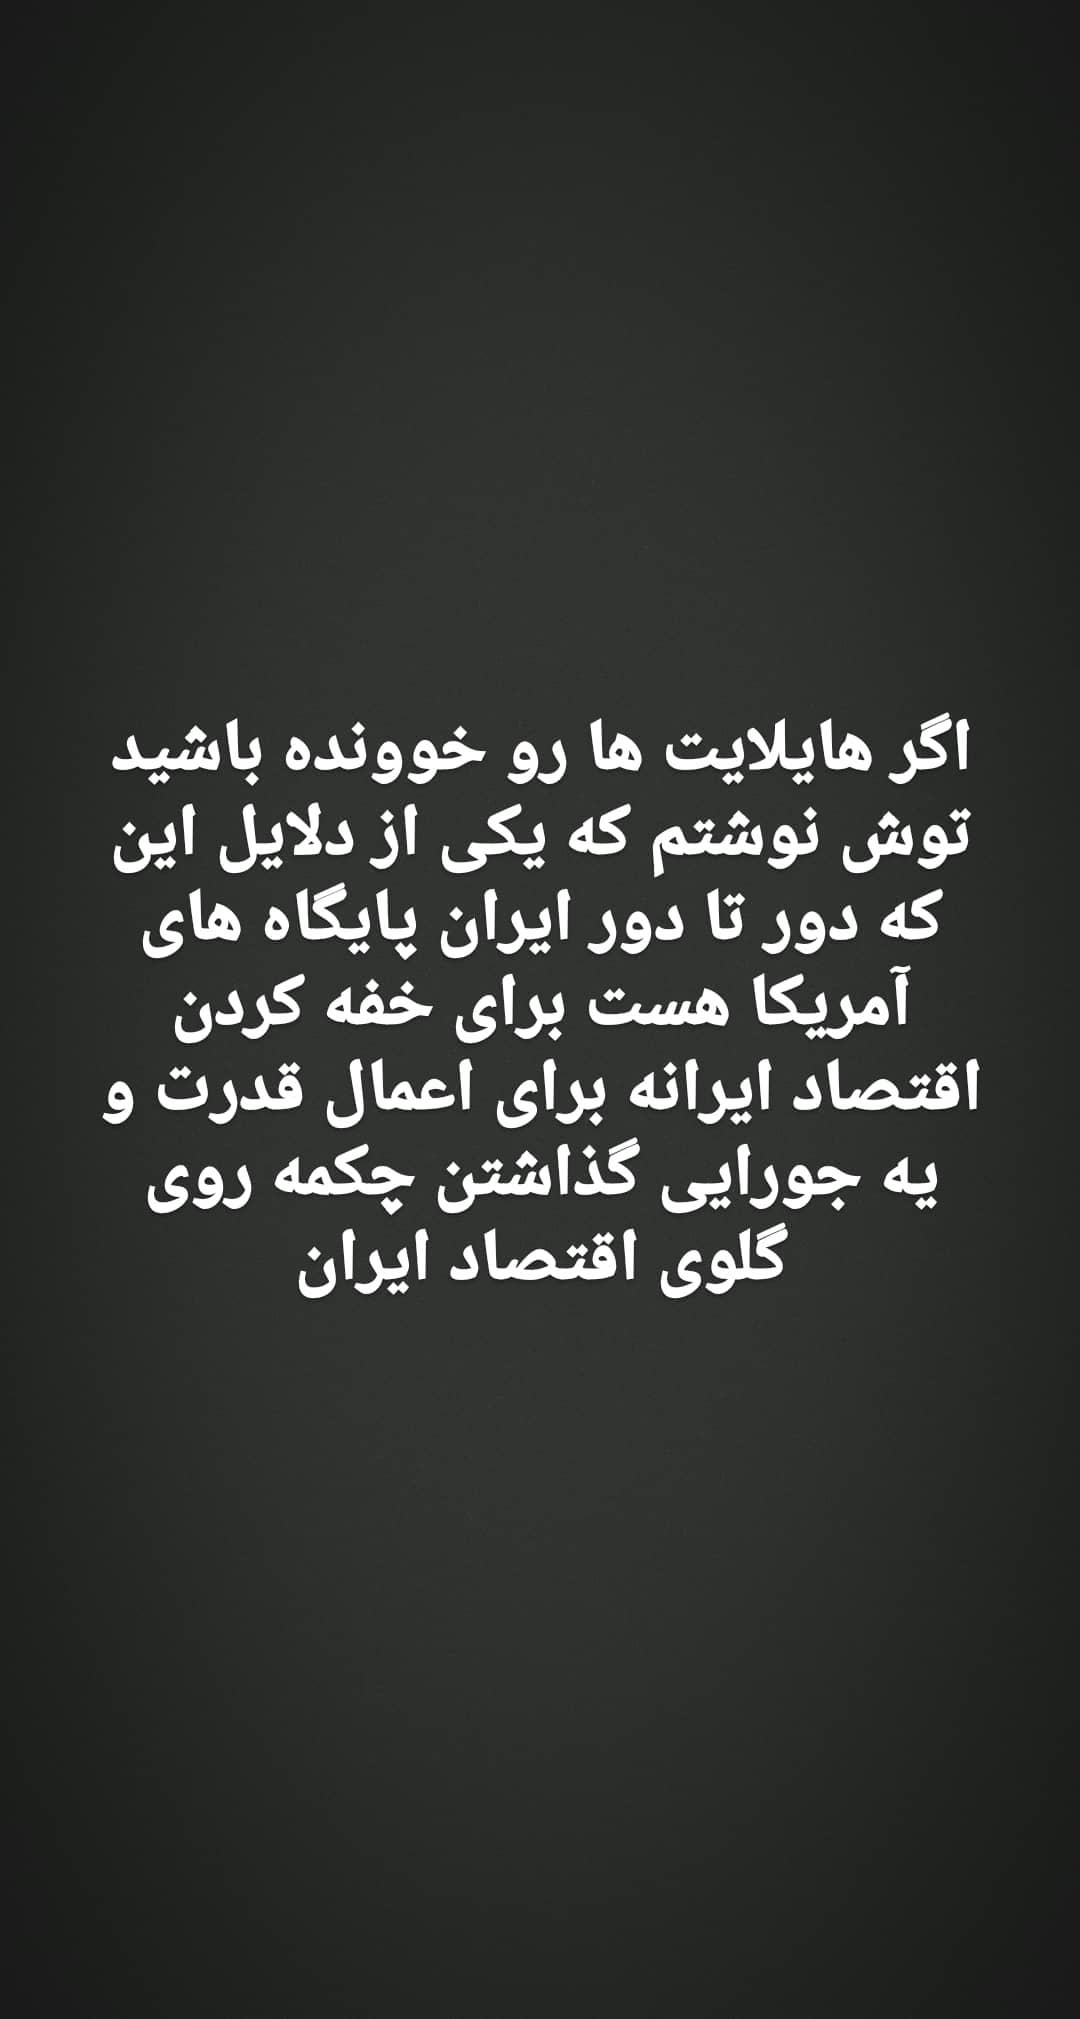 اگر هایلایت ها رو خوونده باشید
توش نوشتم که یکی از دلایل این
که دور تا دور ایران پایگاه های
آمریکا هست برای خفه کردن
اقتصاد ایرانه برای اعمال قدرت و
یه جورایی گذاشتن چکمه روی
گلوی اقتصاد ایران